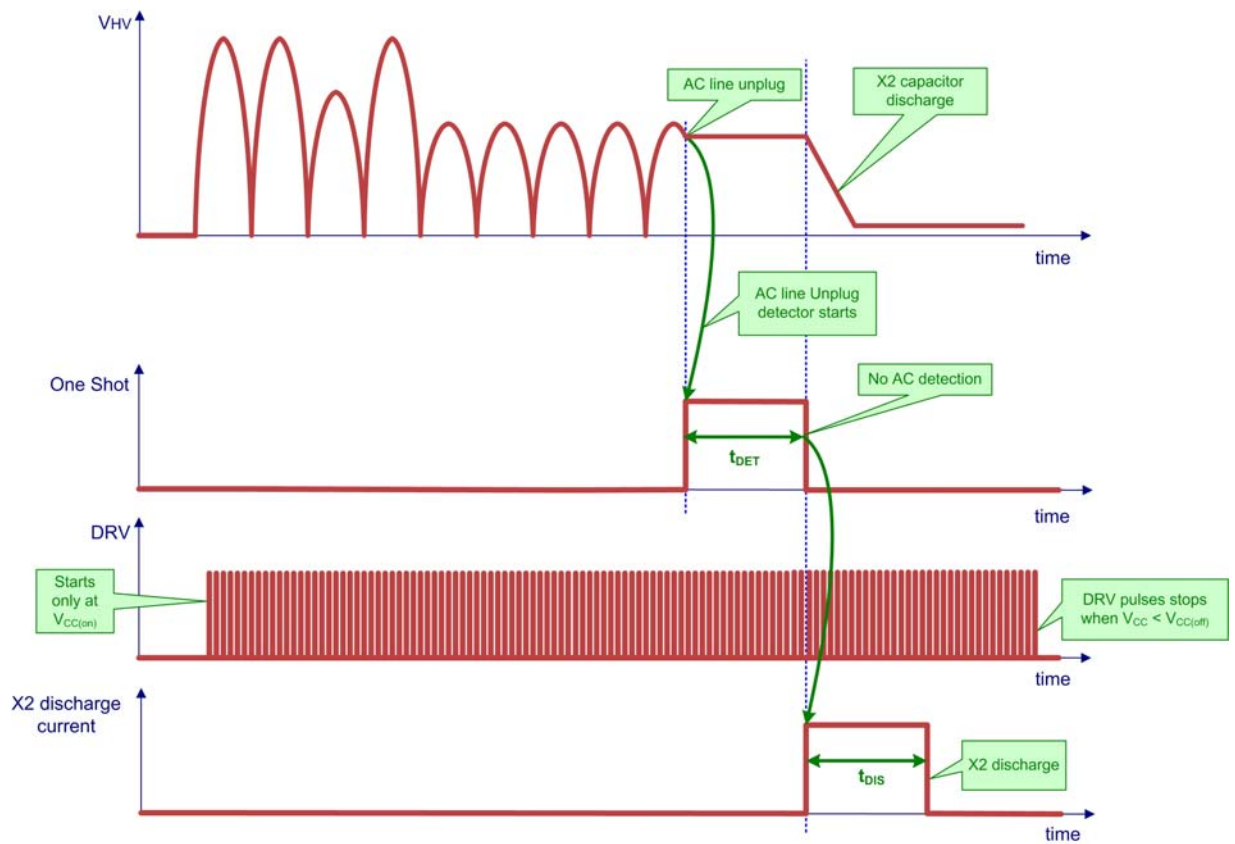 VHV
AC line unplug
X2 capacitor
discharge
time
AC line Unplug
detector starts
One Shot
No AC detection
tDET
time
DRV
Starts
only at
VCC(on)
DRV pulses stops
when VCC < VCC(off)
time
X2 discharge
current
tDIS
X2 discharge
time